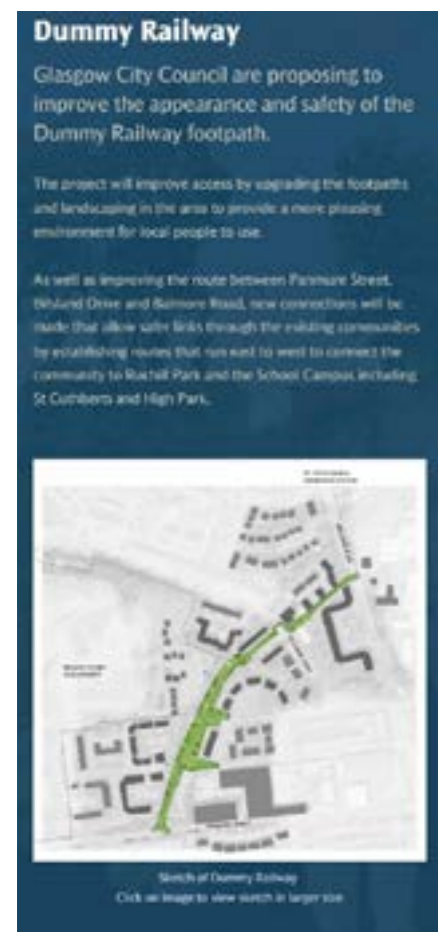 Dummy Railway
Glasgow City Council are proposing to
improve the appearance and safety of the
Dummy Railway footpath.
The project will improve access by upgrading the footpaths
and landscaping in the area to provide a more pleasing
environment for local people to use.
As well as improving the route between Panmure Street,
Bilsland Drive and Balmore Road, new connections will be
made that allow safer links through the existing communities
by establishing routes that run east to west to connect the
community to Ruchill Park and the School Campus including
St Cuthberts and High Park.
Sketch of Dummy Railway
Click on image to view sketch in larger size